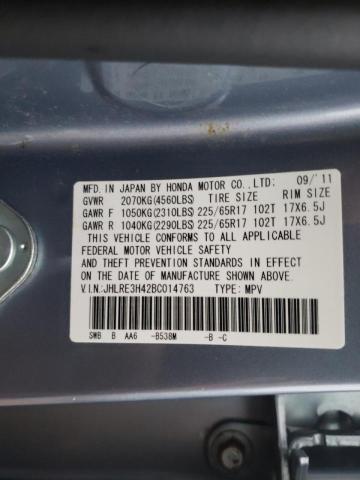 MFD. IN JAPAN BY HONDA MOTOR CO., LTD: 09/'11
GVWR 2070KG(4560LBS) TIRE SIZE RIM SIZE
GAWR F 1050KG(2310LBS) 225/65R17 102T 17X6.5J
GAWR R 1040KG(2290LBS) 225/65R17 102T 17X6.5J
THIS VEHICLE CONFORMS TO ALL APPLICABLE
FEDERAL MOTOR VEHICLE SAFETY
AND THEFT PREVENTION STANDARDS IN EFFECT
ON THE DATE OF MANUFACTURE SHOWN ABOVE.
V.I.N.: JHLRE3H42BC014763 TYPE: MPV
SWB B AA6 -B538M -B -C